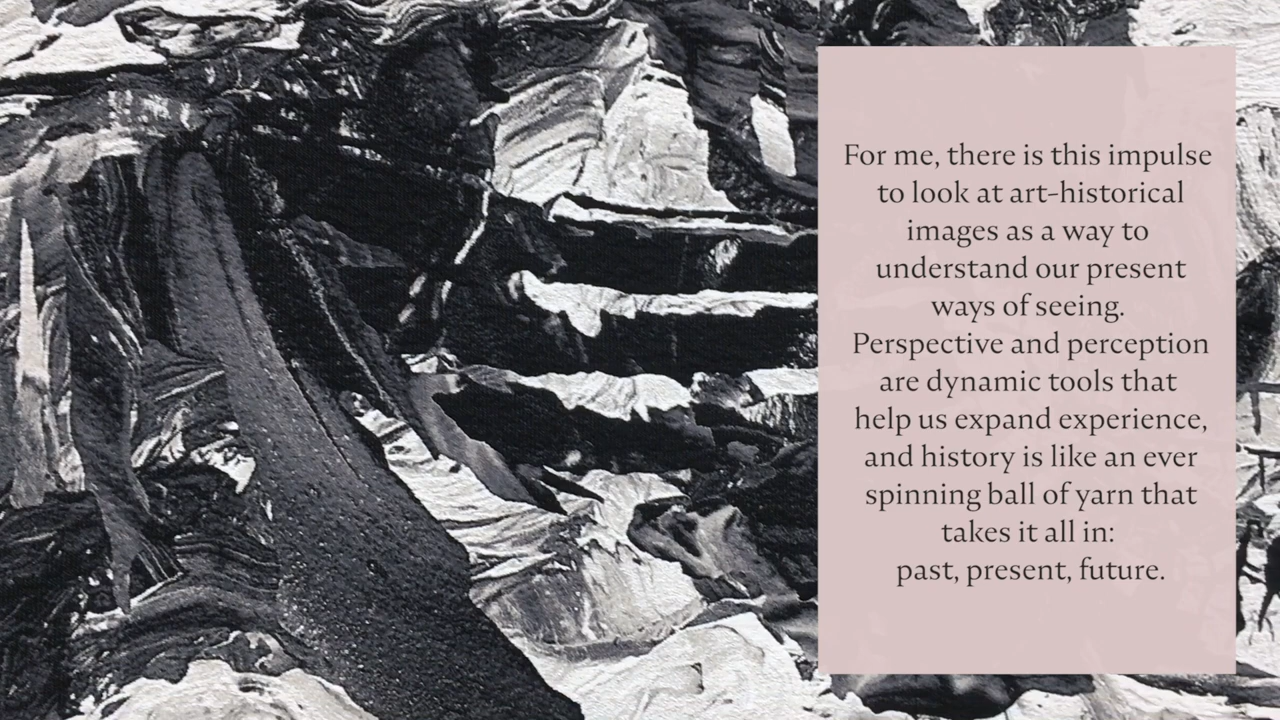 For me, there is this impulse
to look at art-historical
images as a way to
understand our present
ways of seeing.
Perspective and perception
are dynamic tools that
help us expand experience,
and history is like an ever
spinning ball of yarn that
takes it all in:
past, present, future.